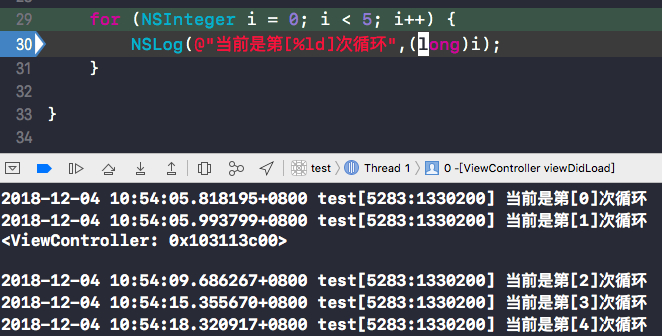 29 for (NSInteger i = 0; i < 5; i++) {
30 NSLog(@"当前是第[%ld]次循环",(long)i);
31 }
32
33 }
34
test Thread 1 0 -[ViewController viewDidLoad]
2018-12-04 10:54:05.818195+0800 test[5283:1330200] 当前是第[0]次循环
2018-12-04 10:54:05.993799+0800 test[5283:1330200] 当前是第[1]次循环
<ViewController: 0x103113c00>
2018-12-04 10:54:09.686267+0800 test[5283:1330200] 当前是第[2]次循环
2018-12-04 10:54:15.355670+0800 test[5283:1330200] 当前是第[3]次循环
2018-12-04 10:54:18.320917+0800 test[5283:1330200] 当前是第[4]次循环